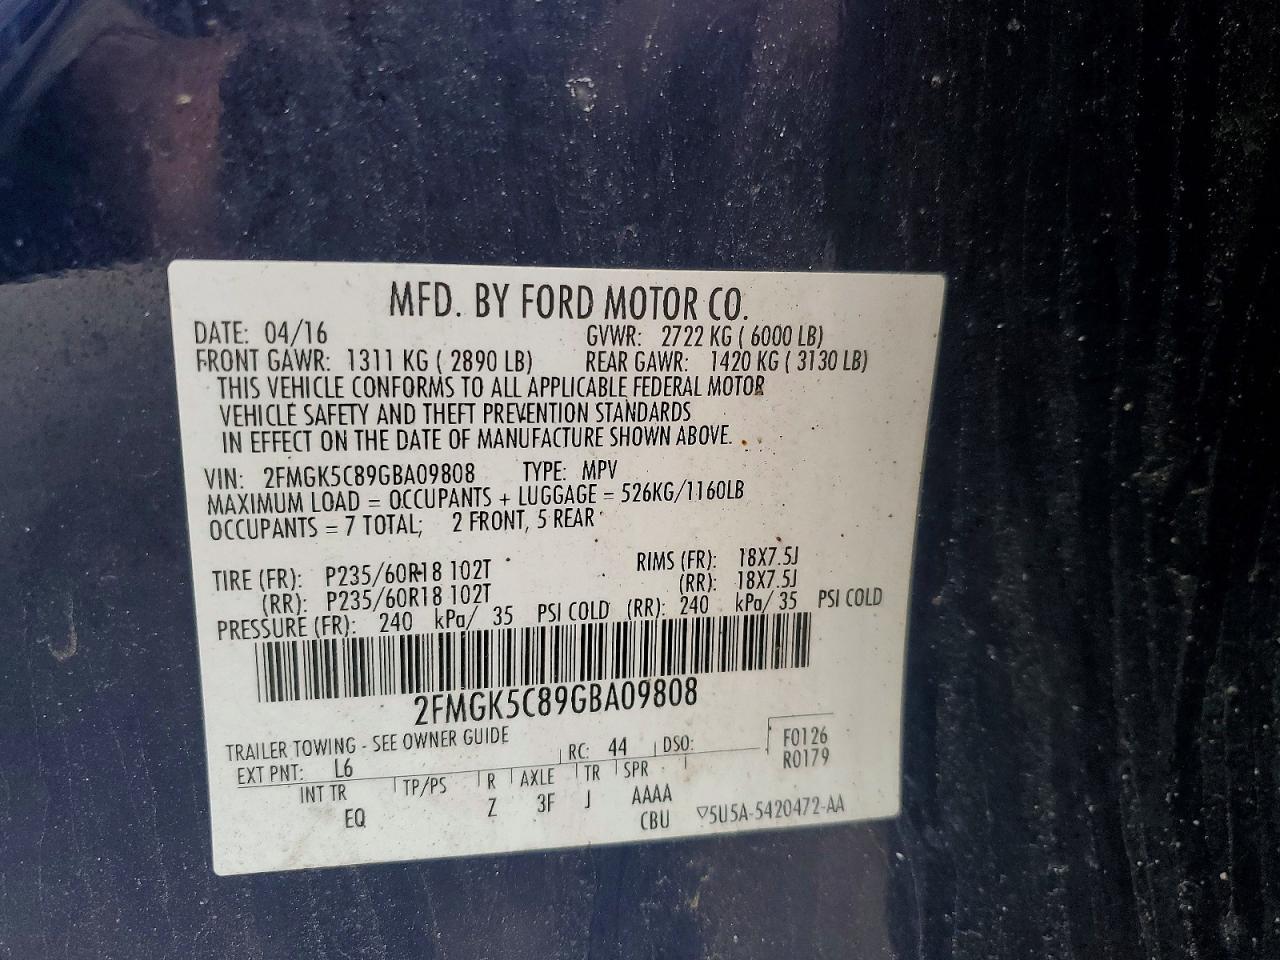 MFD. BY FORD MOTOR CO.
DATE: 04/16 GVWR: 2722 KG ( 6000 LB)
FRONT GAWR: 1311 KG ( 2890 LB) REAR GAWR: 1420 KG ( 3130 LB)
THIS VEHICLE CONFORMS TO ALL APPLICABLE FEDERAL MOTOR
VEHICLE SAFETY AND THEFT PREVENTION STANDARDS
IN EFFECT ON THE DATE OF MANUFACTURE SHOWN ABOVE.
VIN: 2FMGK5C89GBA09808 TYPE: MPV
MAXIMUM LOAD = OCCUPANTS + LUGGAGE = 526KG/1160LB
OCCUPANTS = 7 TOTAL; 2 FRONT, 5 REAR
TIRE (FR): P235/60R18 102T RIMS (FR): 18X7.5J
(RR): P235/60R18 102T (RR): 18X7.5J
PRESSURE (FR): 240 kPa/ 35 PSI COLD (RR): 240 kPa/ 35 PSI COLD
2FMGK5C89GBA09808
TRAILER TOWING - SEE OWNER GUIDE
EXT PNT: L6 RC: 44 DSO: F0126
R0179
INT TR TP/PS R AXLE TR SPR
EQ Z 3F J AAAA
CBU ▽5U5A-5420472-AA